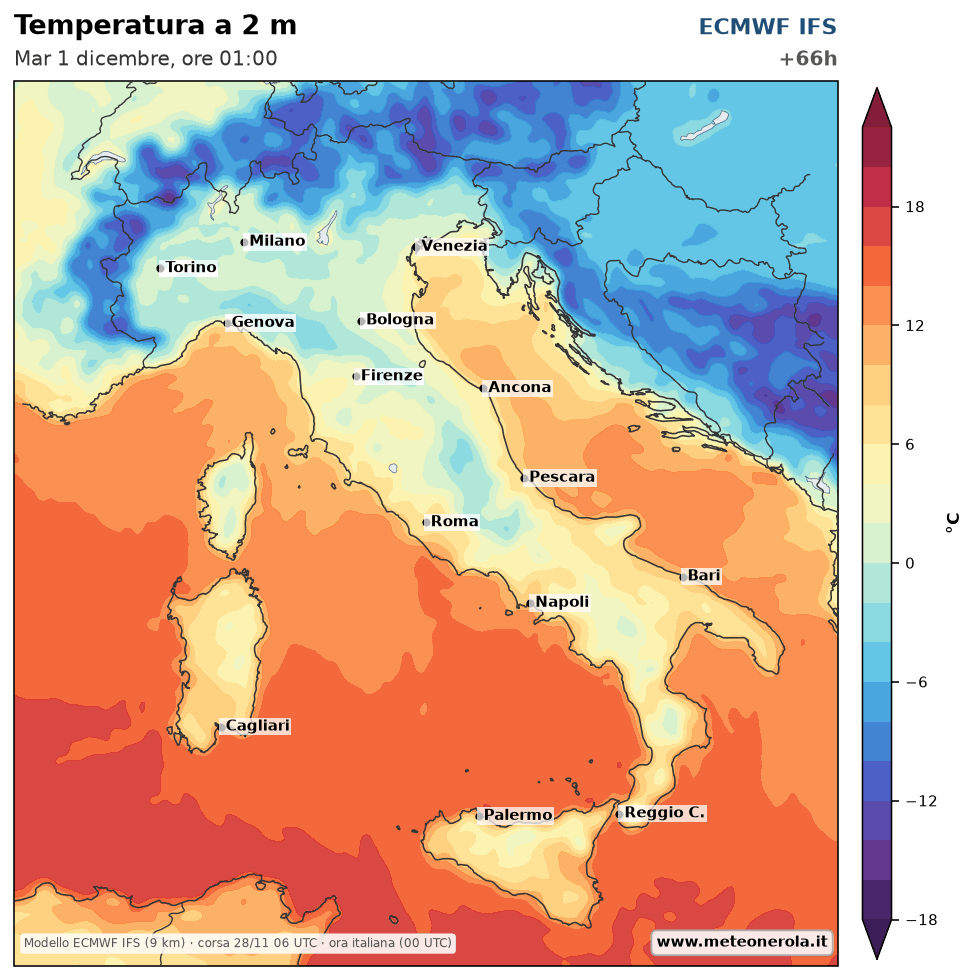 Temperatura a 2 m
ECMWF IFS
Mar 1 dicembre, ore 01:00
+66h
Milano
Venezia
Torino
Genova
Bologna
Firenze
Ancona
Pescara
Roma
Bari
Napoli
Cagliari
Palermo
Reggio C.
18
12
6
0
−6
−12
−18
°C
Modello ECMWF IFS (9 km) · corsa 28/11 06 UTC · ora italiana (00 UTC)
www.meteonerola.it